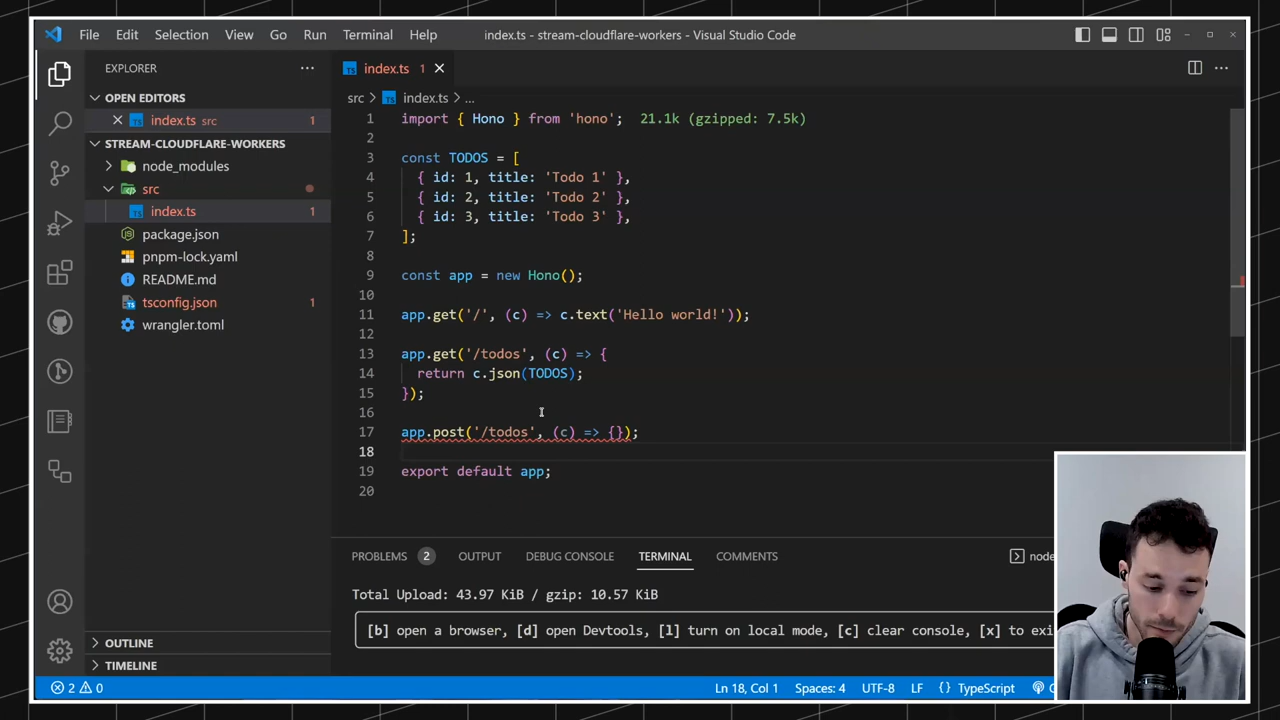 File Edit Selection View Go Run Terminal Help index.ts - stream-cloudflare-workers - Visual Studio Code
EXPLORER
OPEN EDITORS
index.ts src 1
STREAM-CLOUDFLARE-WORKERS
node_modules
src
index.ts 1
package.json
pnpm-lock.yaml
README.md
tsconfig.json 1
wrangler.toml
OUTLINE
TIMELINE
index.ts 1
src > index.ts > ...
1 import { Hono } from 'hono'; 21.1k (gzipped: 7.5k)
2
3 const TODOS = [
4 { id: 1, title: 'Todo 1' },
5 { id: 2, title: 'Todo 2' },
6 { id: 3, title: 'Todo 3' },
7 ];
8
9 const app = new Hono();
10
11 app.get('/', (c) => c.text('Hello world!'));
12
13 app.get('/todos', (c) => {
14 return c.json(TODOS);
15 });
16
17 app.post('/todos', (c) => {});
18
19 export default app;
20
PROBLEMS 2 OUTPUT DEBUG CONSOLE TERMINAL COMMENTS node
Total Upload: 43.97 KiB / gzip: 10.57 KiB
[b] open a browser, [d] open Devtools, [l] turn on local mode, [c] clear console, [x] to exi
2 0 Ln 18, Col 1 Spaces: 4 UTF-8 LF {} TypeScript